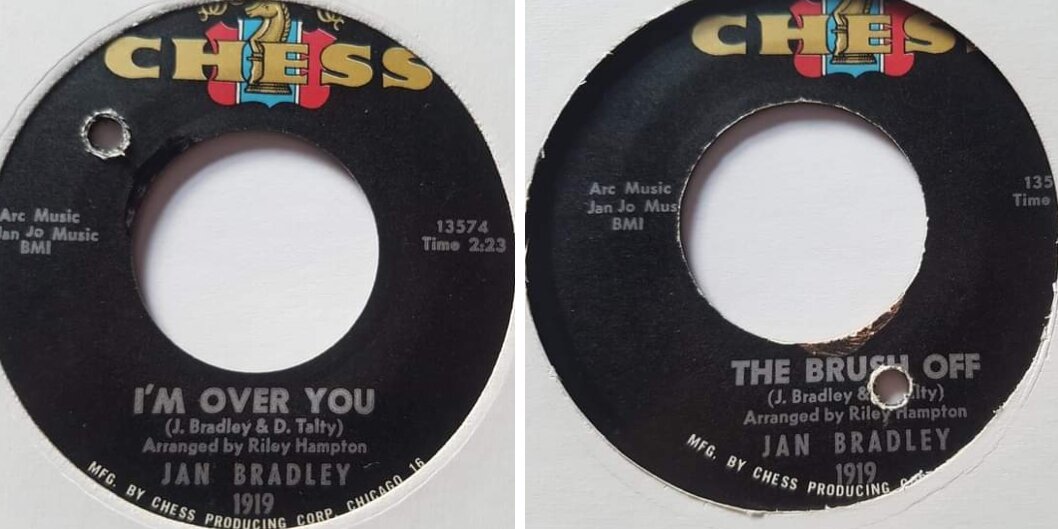 CHESS
Arc Music
Jan Jo Music
BMI
13574
Time 2:23
I'M OVER YOU
(J. Bradley & D. Talty)
Arranged by Riley Hampton
JAN BRADLEY
1919
MFG. BY CHESS PRODUCING CORP. CHICAGO 16
CHESS
Arc Music
Jan Jo Mus
BMI
135
Time
THE BRUSH OFF
(J. Bradley &
Arranged by Riley Hampton
JAN BRADLEY
1919
MFG. BY CHESS PRODUCING